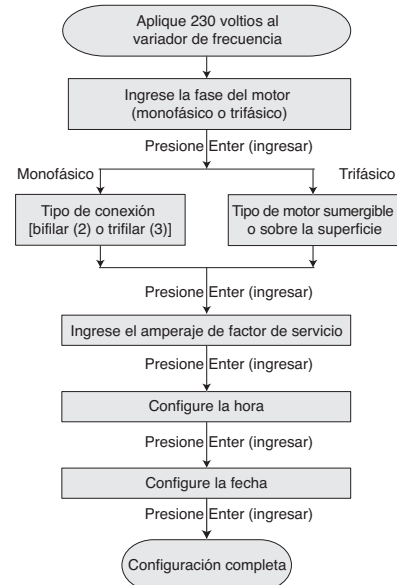 Aplique 230 voltios al
variador de frecuencia
Ingrese la fase del motor
(monofásico o trifásico)
Presione Enter (ingresar)
Monofásico
Trifásico
Tipo de conexión
[bifilar (2) o trifilar (3)]
Tipo de motor sumergible
o sobre la superficie
Presione Enter (ingresar)
Ingrese el amperaje de factor de servicio
Presione Enter (ingresar)
Configure la hora
Presione Enter (ingresar)
Configure la fecha
Presione Enter (ingresar)
Configuración completa